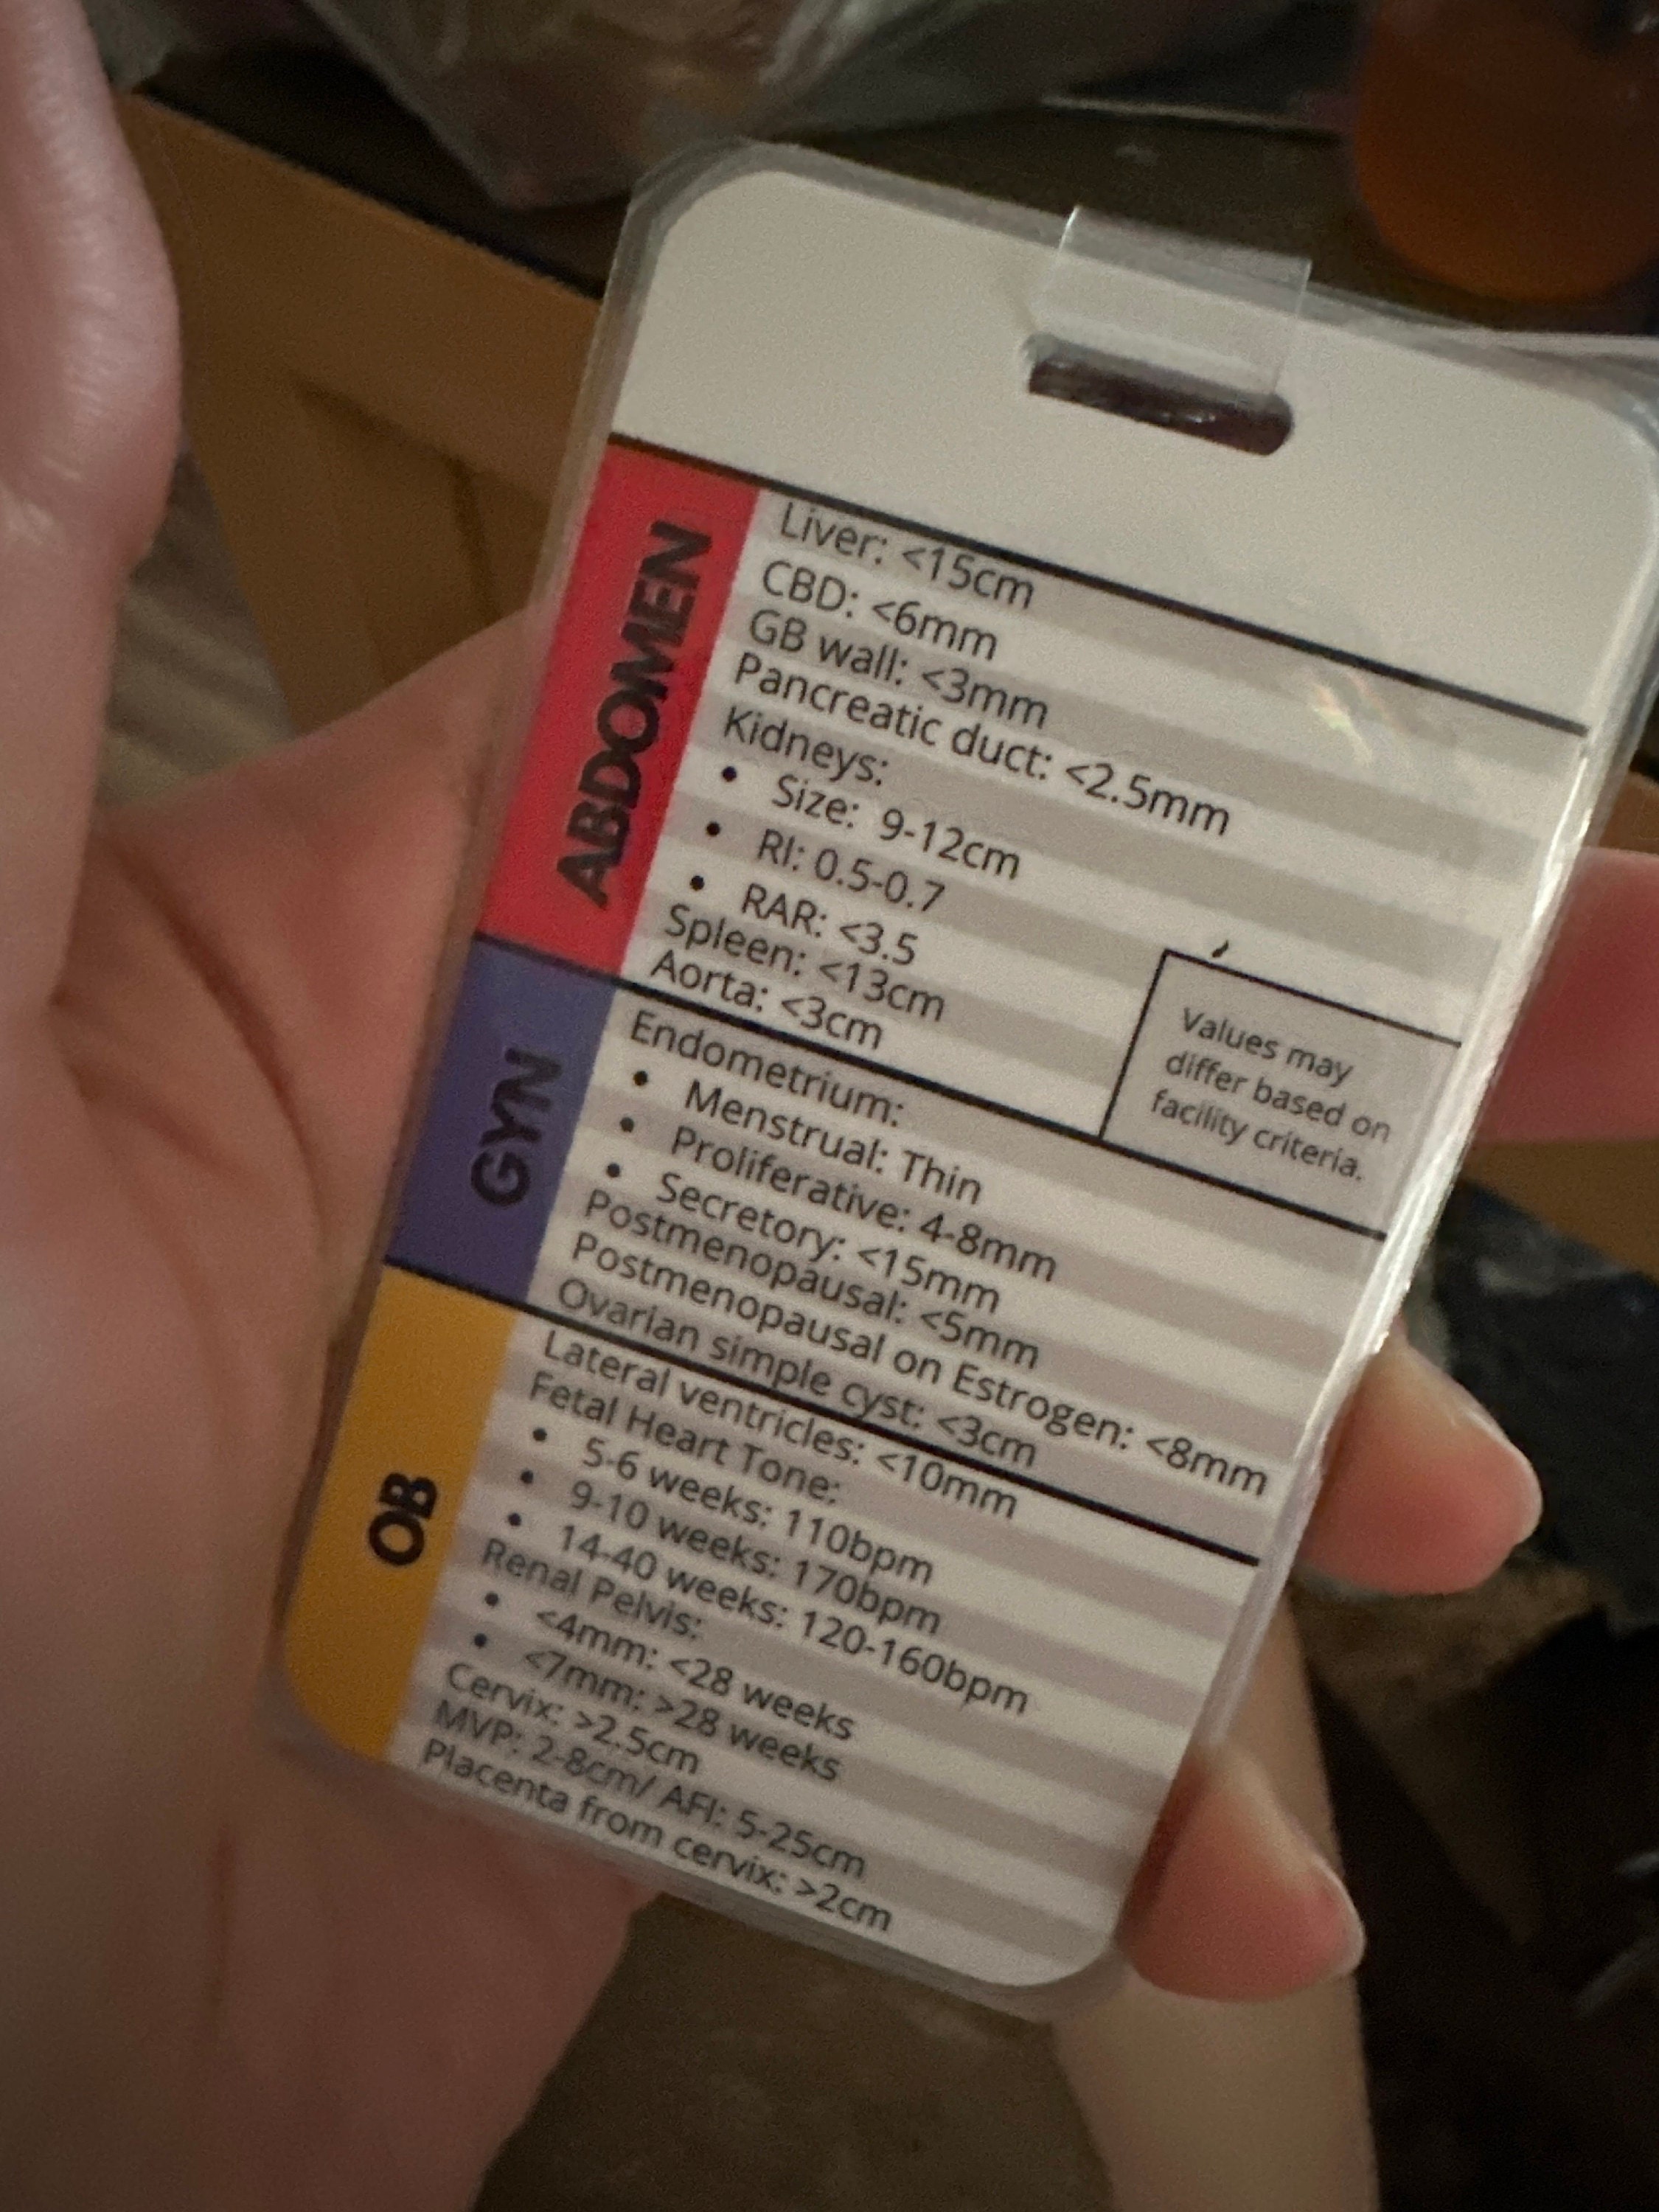 ABDOMEN
Liver: <15cm
CBD: <6mm
GB wall: <3mm
Pancreatic duct: <2.5mm
Kidneys:
• Size: 9-12cm
• RI: 0.5-0.7
• RAR: <3.5
Spleen: <13cm
Aorta: <3cm
Values may
differ based on
facility criteria.
GYN
Endometrium:
• Menstrual: Thin
• Proliferative: 4-8mm
• Secretory: <15mm
Postmenopausal: <5mm
Postmenopausal on Estrogen: <8mm
Ovarian simple cyst: <3cm
OB
Lateral ventricles: <10mm
Fetal Heart Tone:
• 5-6 weeks: 110bpm
• 9-10 weeks: 170bpm
• 14-40 weeks: 120-160bpm
Renal Pelvis:
• <4mm: <28 weeks
• <7mm: >28 weeks
Cervix: >2.5cm
MVP: 2-8cm/ AFI: 5-25cm
Placenta from cervix: >2cm